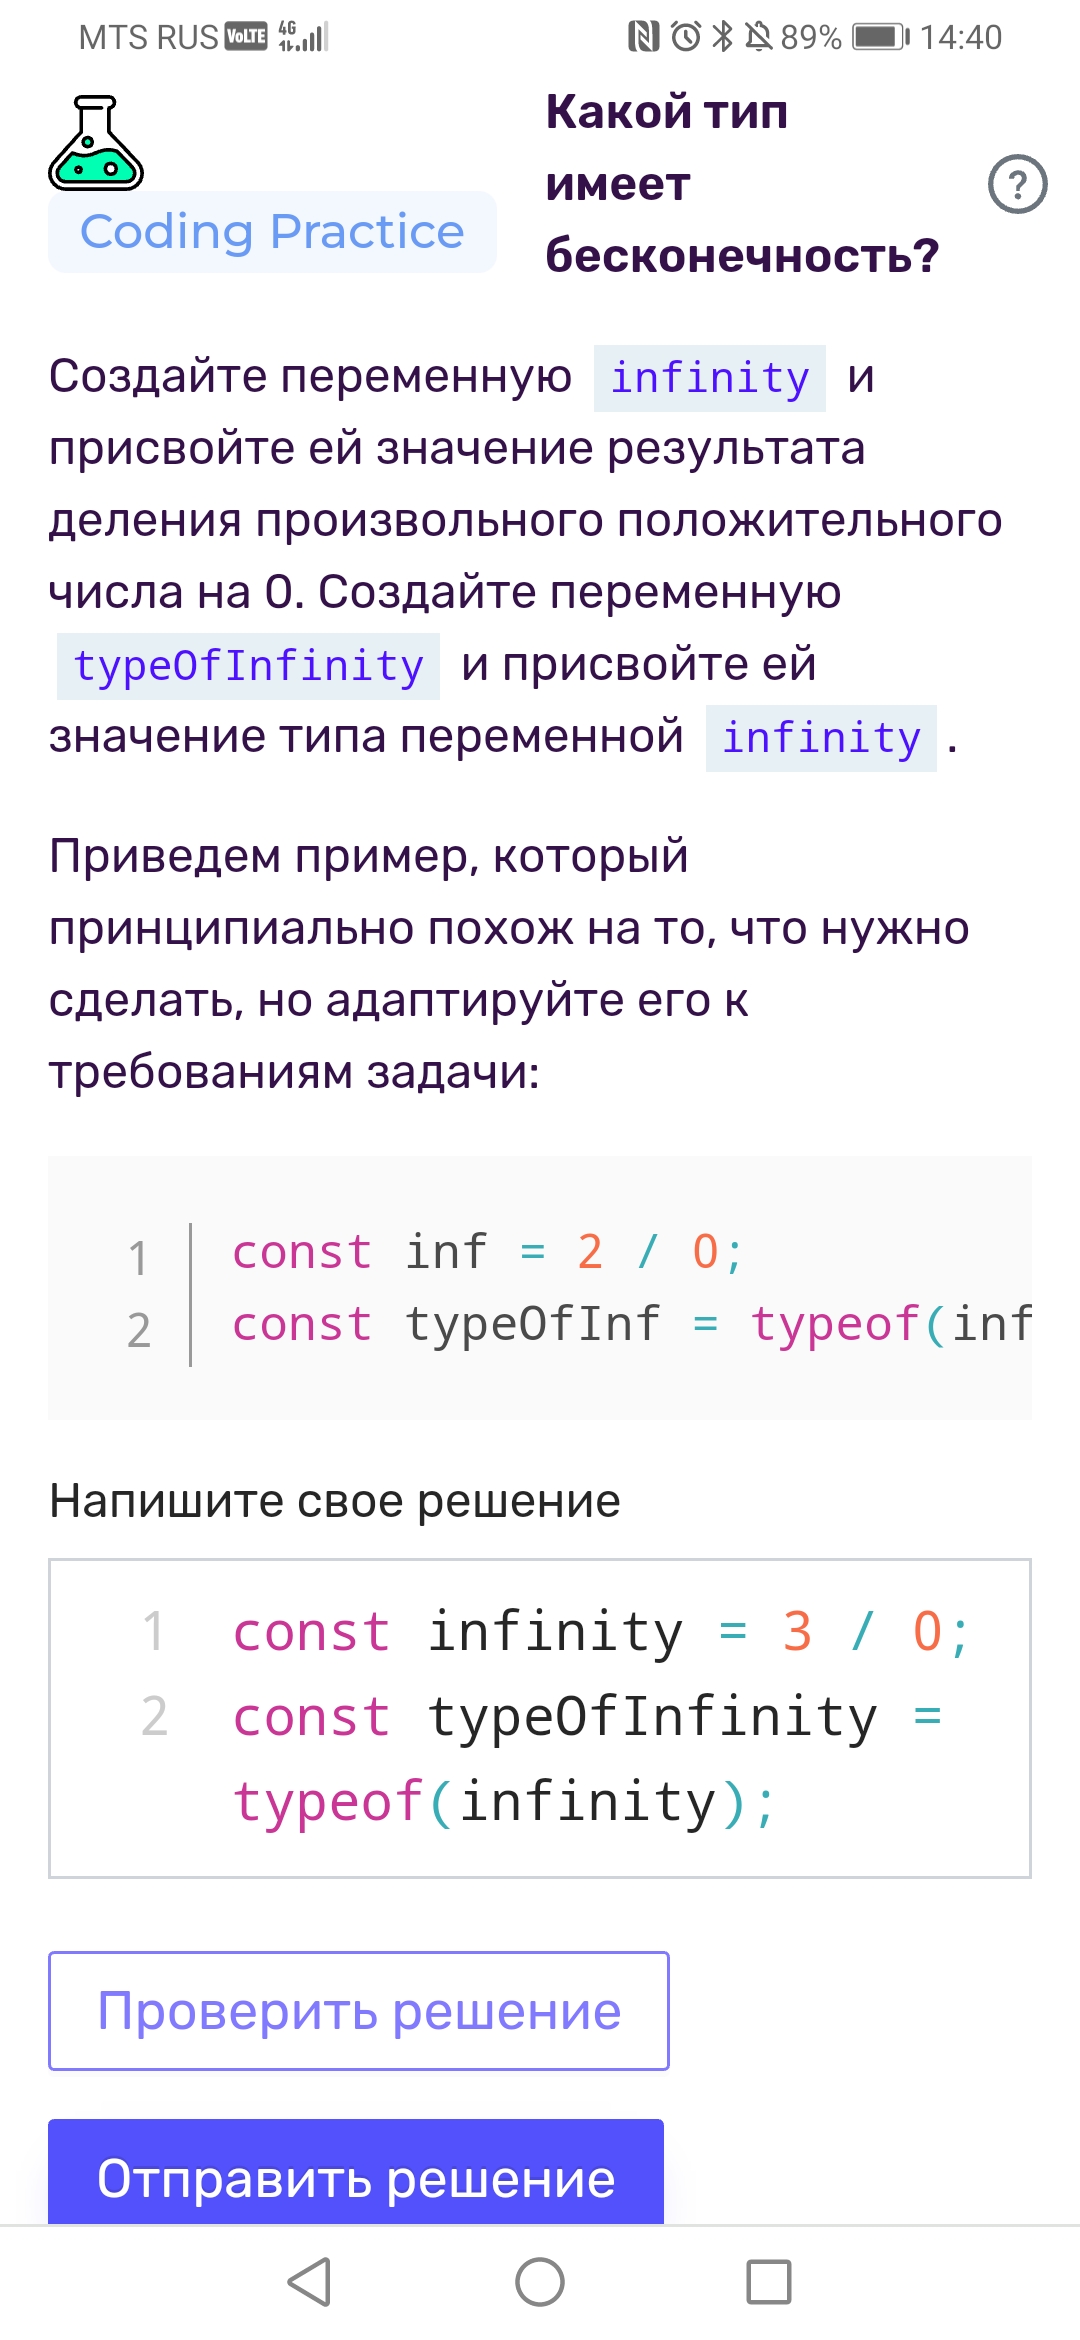 MTS RUS VoLTE 4G 89% 14:40
Coding Practice
Какой тип
имеет
бесконечность?
?
Создайте переменную infinity и
присвойте ей значение результата
деления произвольного положительного
числа на 0. Создайте переменную
typeOfInfinity и присвойте ей
значение типа переменной infinity .
Приведем пример, который
принципиально похож на то, что нужно
сделать, но адаптируйте его к
требованиям задачи:
1 const inf = 2 / 0;
2 const typeOfInf = typeof(inf
Напишите свое решение
1 const infinity = 3 / 0;
2 const typeOfInfinity =
typeof(infinity);
Проверить решение
Отправить решение